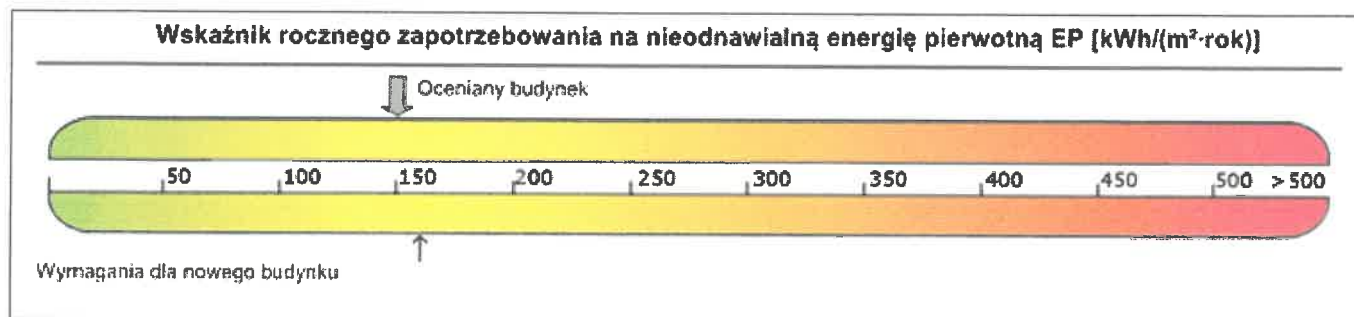 Wskaźnik rocznego zapotrzebowania na nieodnawialną energię pierwotną EP [kWh/(m²·rok)]
Oceniany budynek
50 100 150 200 250 300 350 400 450 500 > 500
Wymagania dla nowego budynku